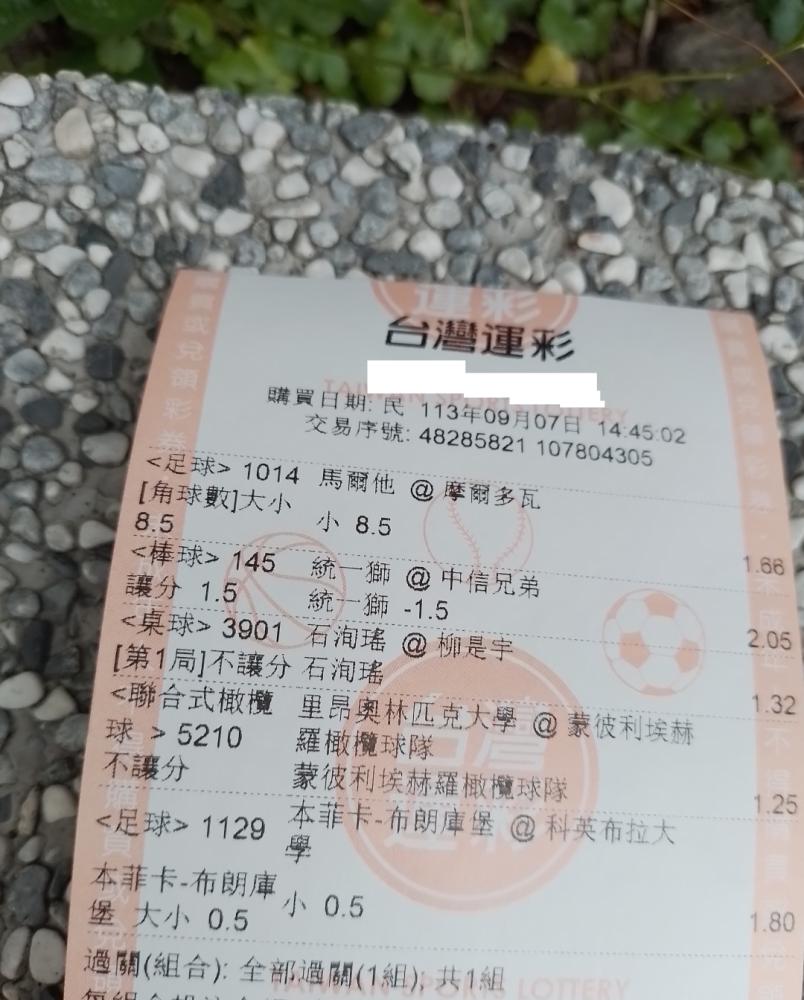 運彩
台灣運彩
TAIWAN SPORTS LOTTERY
購買日期: 民 113年09月07日 14:45:02
交易序號: 48285821 107804305
<足球> 1014 馬爾他 @ 摩爾多瓦
[角球數]大小
8.5 小 8.5 1.66
<棒球> 145 統一獅 @ 中信兄弟
讓分 1.5 統一獅 -1.5 2.05
<桌球> 3901 石洵瑤 @ 柳是宇
[第1局]不讓分 石洵瑤 1.32
<聯合式橄欖 里昂奧林匹克大學 @ 蒙彼利埃赫
球 > 5210 羅橄欖球隊
不讓分 蒙彼利埃赫羅橄欖球隊 1.25
<足球> 1129 本菲卡-布朗庫堡 @ 科英布拉大
學
本菲卡-布朗庫
堡 大小 0.5 小 0.5 1.80
過關(組合): 全部過關(1組), 共1組